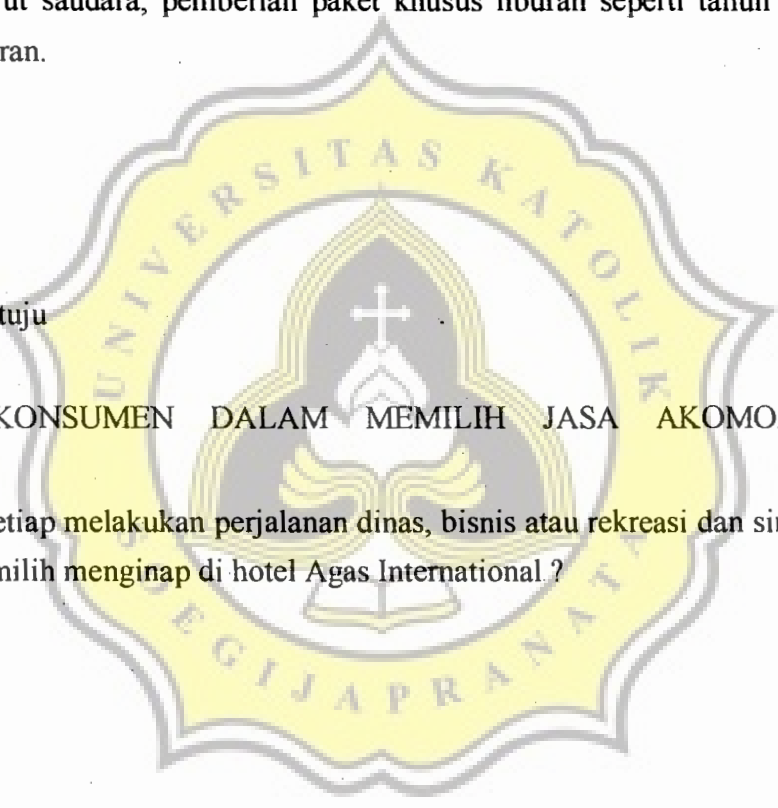 ut saudara, pemberian paket khusus liburan seperti tahun
ran.
tuju
KONSUMEN DALAM MEMILIH JASA AKOMO
etiap melakukan perjalanan dinas, bisnis atau rekreasi dan sin
milih menginap di hotel Agas International ?
UNIVERSITAS KATOLIK
SOEGIJAPRANATA